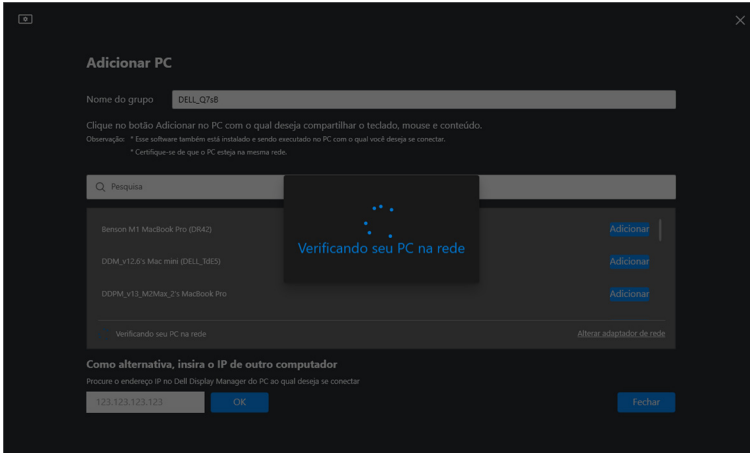 Adicionar PC
Nome do grupo DELL_Q7sB
Clique no botão Adicionar no PC com o qual deseja compartilhar o teclado, mouse e conteúdo.
Observação: * Esse software também está instalado e sendo executado no PC com o qual você deseja se conectar.
* Certifique-se de que o PC esteja na mesma rede.
Pesquisa
Benson M1 MacBook Pro (DR42) Adicionar
Verificando seu PC na rede
DDM_v12.6's Mac mini (DELL_TdE5) Adicionar
DDPM_v13_M2Max_2's MacBook Pro Adicionar
Verificando seu PC na rede Alterar adaptador de rede
Como alternativa, insira o IP de outro computador
Procure o endereço IP no Dell Display Manager do PC ao qual deseja se conectar
123.123.123.123 OK Fechar